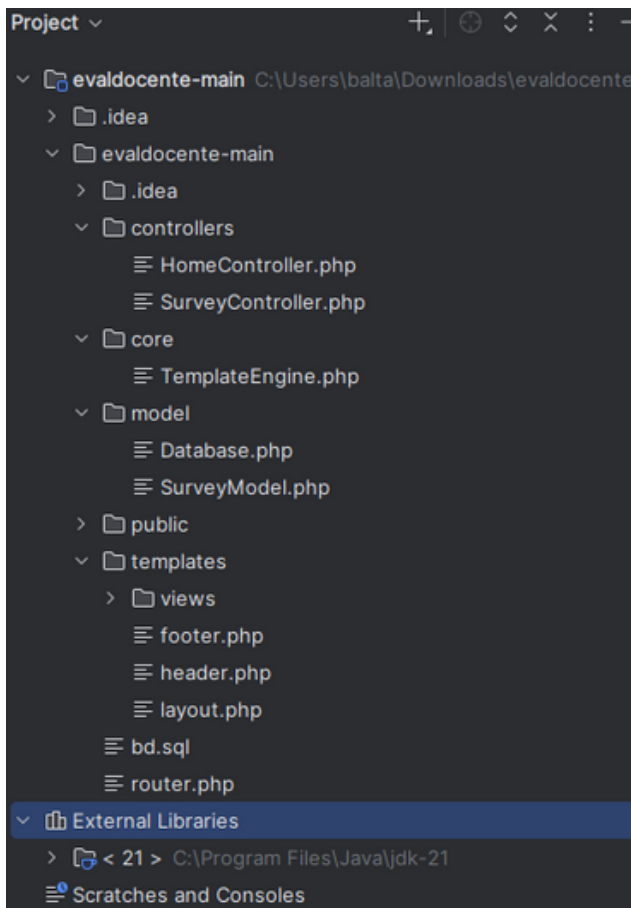 Project
evaldocente-main C:\Users\balta\Downloads\evaldocente
.idea
evaldocente-main
.idea
controllers
HomeController.php
SurveyController.php
core
TemplateEngine.php
model
Database.php
SurveyModel.php
public
templates
views
footer.php
header.php
layout.php
bd.sql
router.php
External Libraries
< 21 > C:\Program Files\Java\jdk-21
Scratches and Consoles